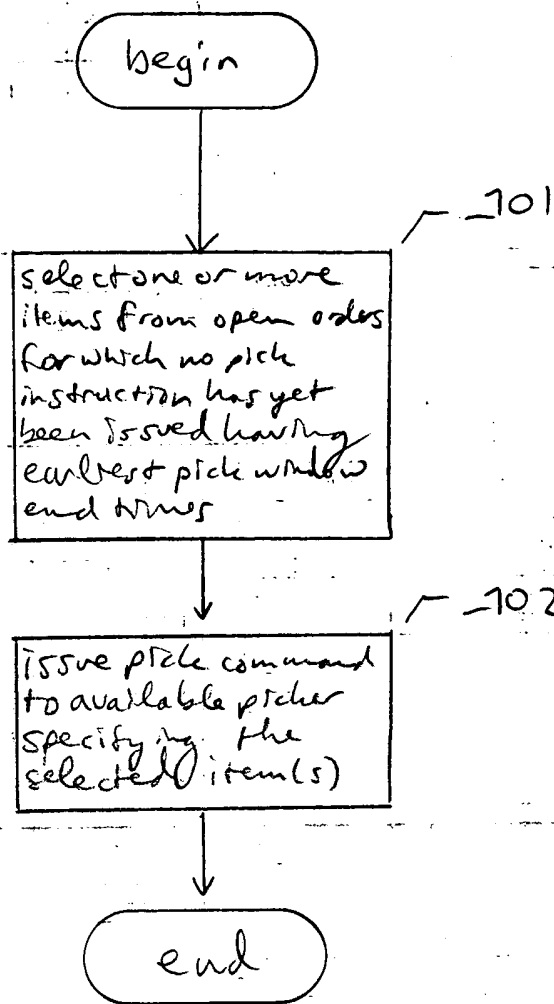 begin
101
select one or more
items from open orders
for which no pick
instruction has yet
been issued having
earliest pick window
end times
102
issue pick command
to available picker
specifying the
selected item(s)
end